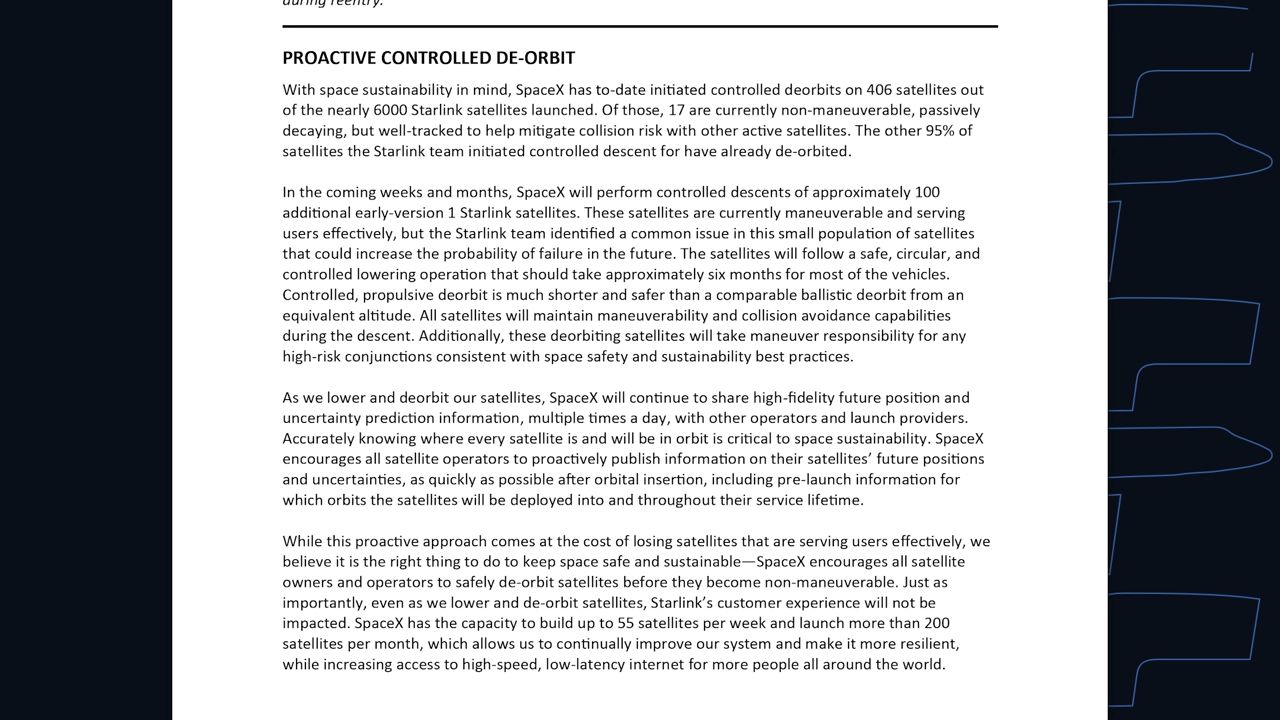 during reentry.
PROACTIVE CONTROLLED DE-ORBIT
With space sustainability in mind, SpaceX has to-date initiated controlled deorbits on 406 satellites out
of the nearly 6000 Starlink satellites launched. Of those, 17 are currently non-maneuverable, passively
decaying, but well-tracked to help mitigate collision risk with other active satellites. The other 95% of
satellites the Starlink team initiated controlled descent for have already de-orbited.
In the coming weeks and months, SpaceX will perform controlled descents of approximately 100
additional early-version 1 Starlink satellites. These satellites are currently maneuverable and serving
users effectively, but the Starlink team identified a common issue in this small population of satellites
that could increase the probability of failure in the future. The satellites will follow a safe, circular, and
controlled lowering operation that should take approximately six months for most of the vehicles.
Controlled, propulsive deorbit is much shorter and safer than a comparable ballistic deorbit from an
equivalent altitude. All satellites will maintain maneuverability and collision avoidance capabilities
during the descent. Additionally, these deorbiting satellites will take maneuver responsibility for any
high-risk conjunctions consistent with space safety and sustainability best practices.
As we lower and deorbit our satellites, SpaceX will continue to share high-fidelity future position and
uncertainty prediction information, multiple times a day, with other operators and launch providers.
Accurately knowing where every satellite is and will be in orbit is critical to space sustainability. SpaceX
encourages all satellite operators to proactively publish information on their satellites’ future positions
and uncertainties, as quickly as possible after orbital insertion, including pre-launch information for
which orbits the satellites will be deployed into and throughout their service lifetime.
While this proactive approach comes at the cost of losing satellites that are serving users effectively, we
believe it is the right thing to do to keep space safe and sustainable—SpaceX encourages all satellite
owners and operators to safely de-orbit satellites before they become non-maneuverable. Just as
importantly, even as we lower and de-orbit satellites, Starlink’s customer experience will not be
impacted. SpaceX has the capacity to build up to 55 satellites per week and launch more than 200
satellites per month, which allows us to continually improve our system and make it more resilient,
while increasing access to high-speed, low-latency internet for more people all around the world.